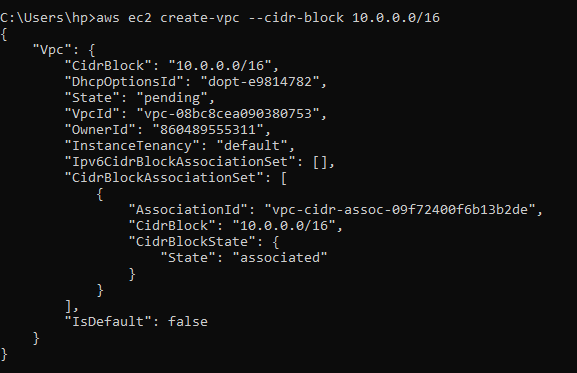 C:\Users\hp>aws ec2 create-vpc --cidr-block 10.0.0.0/16
{
    "Vpc": {
        "CidrBlock": "10.0.0.0/16",
        "DhcpOptionsId": "dopt-e9814782",
        "State": "pending",
        "VpcId": "vpc-08bc8cea090380753",
        "OwnerId": "860489555311",
        "InstanceTenancy": "default",
        "Ipv6CidrBlockAssociationSet": [],
        "CidrBlockAssociationSet": [
            {
                "AssociationId": "vpc-cidr-assoc-09f72400f6b13b2de",
                "CidrBlock": "10.0.0.0/16",
                "CidrBlockState": {
                    "State": "associated"
                }
            }
        ],
        "IsDefault": false
    }
}